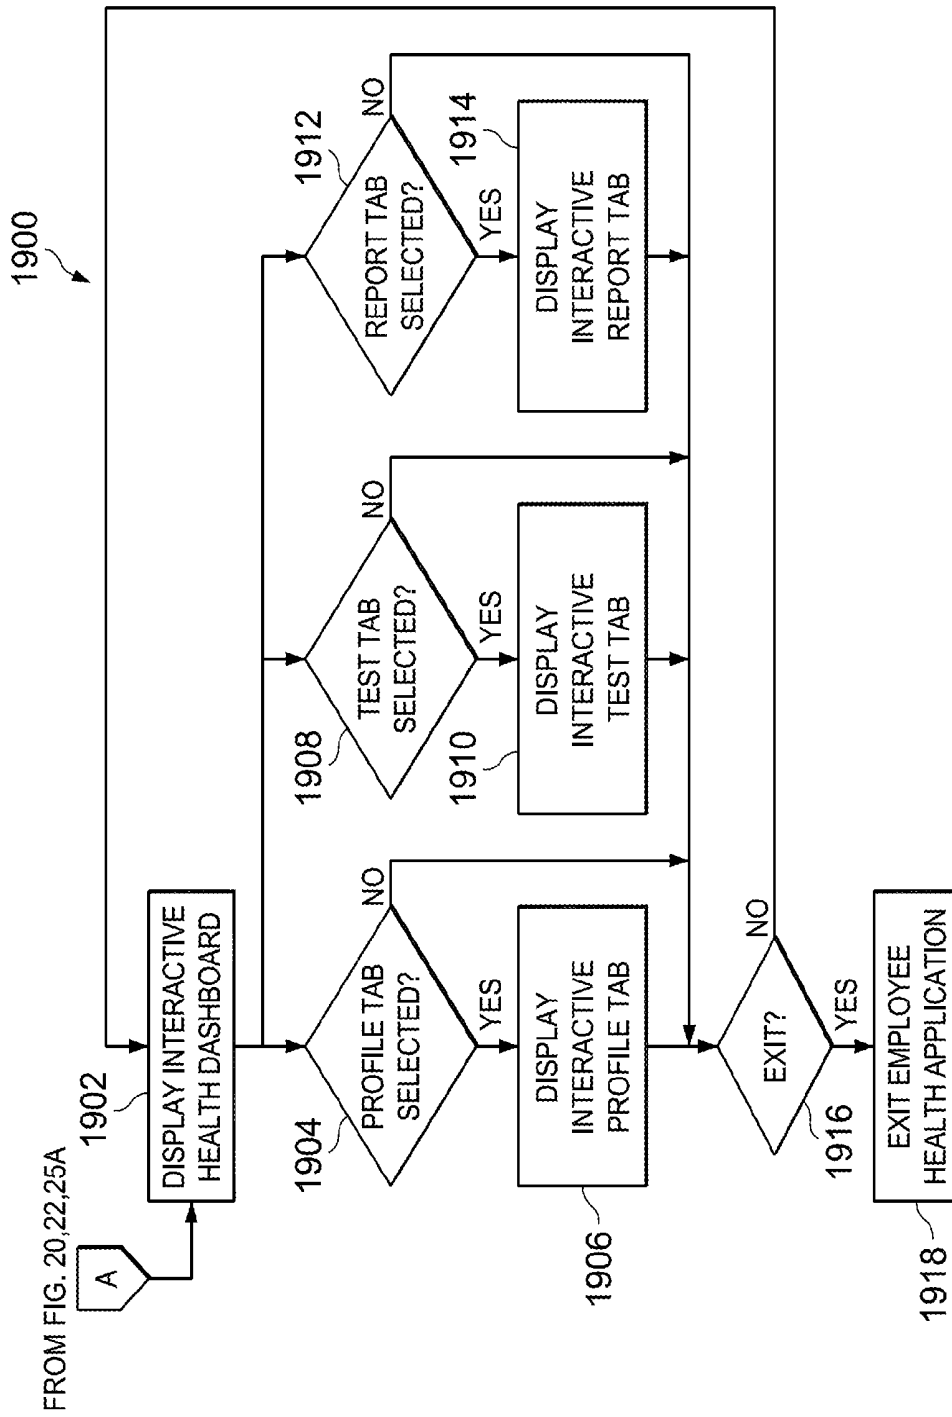 1900
FROM FIG. 20,22,25A
A
1902
DISPLAY INTERACTIVE
HEALTH DASHBOARD
1904
PROFILE TAB
SELECTED?
NO
YES
1906
DISPLAY
INTERACTIVE
PROFILE TAB
1908
TEST TAB
SELECTED?
NO
YES
1910
DISPLAY
INTERACTIVE
TEST TAB
1912
REPORT TAB
SELECTED?
NO
YES
1914
DISPLAY
INTERACTIVE
REPORT TAB
EXIT?
1916
NO
YES
EXIT EMPLOYEE
HEALTH APPLICATION
1918